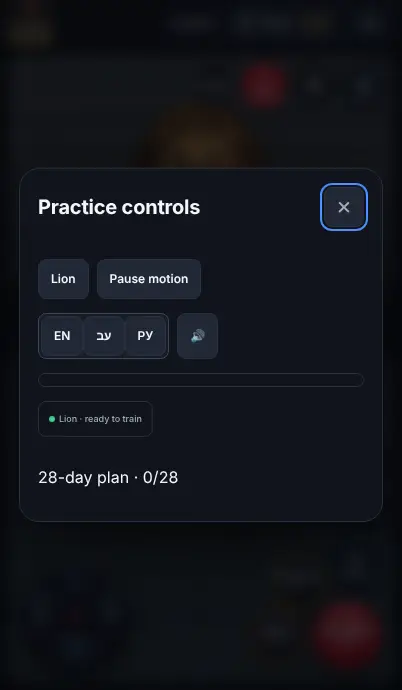 Practice controls
Lion
Pause motion
EN
עב
РУ
Lion · ready to train
28-day plan · 0/28